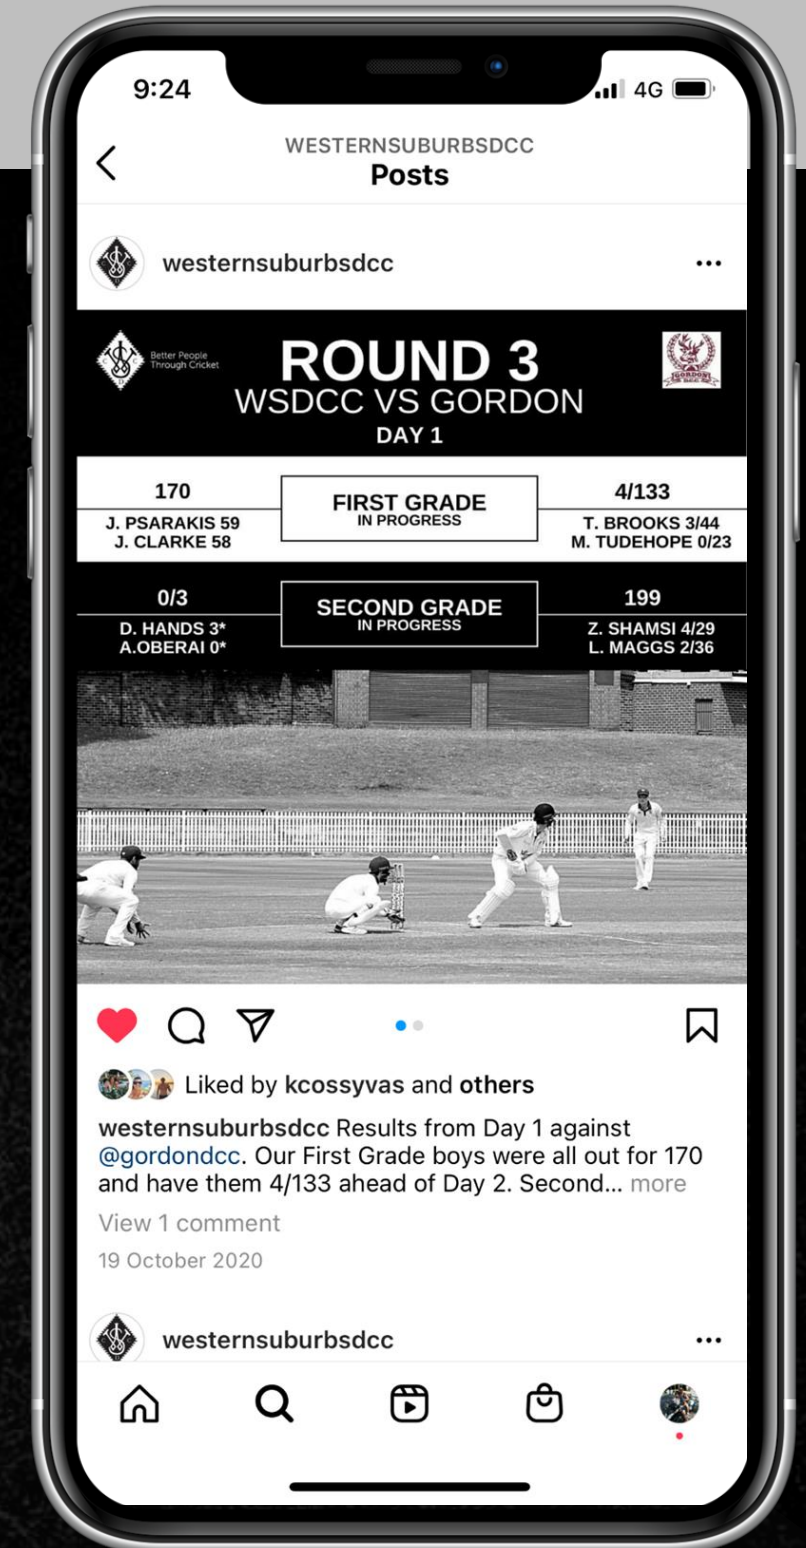 9:24
4G
WESTERNSUBURBSDCC
Posts
westernsuburbsdcc
Better People
Through Cricket
ROUND 3
WSDCC VS GORDON
DAY 1
GORDON
D.C.C.
170
J. PSARAKIS 59
J. CLARKE 58
FIRST GRADE
IN PROGRESS
4/133
T. BROOKS 3/44
M. TUDEHOPE 0/23
0/3
D. HANDS 3*
A.OBERAI 0*
SECOND GRADE
IN PROGRESS
199
Z. SHAMSI 4/29
L. MAGGS 2/36
Liked by kcossyvas and others
westernsuburbsdcc Results from Day 1 against
@gordondcc. Our First Grade boys were all out for 170
and have them 4/133 ahead of Day 2. Second... more
View 1 comment
19 October 2020
westernsuburbsdcc